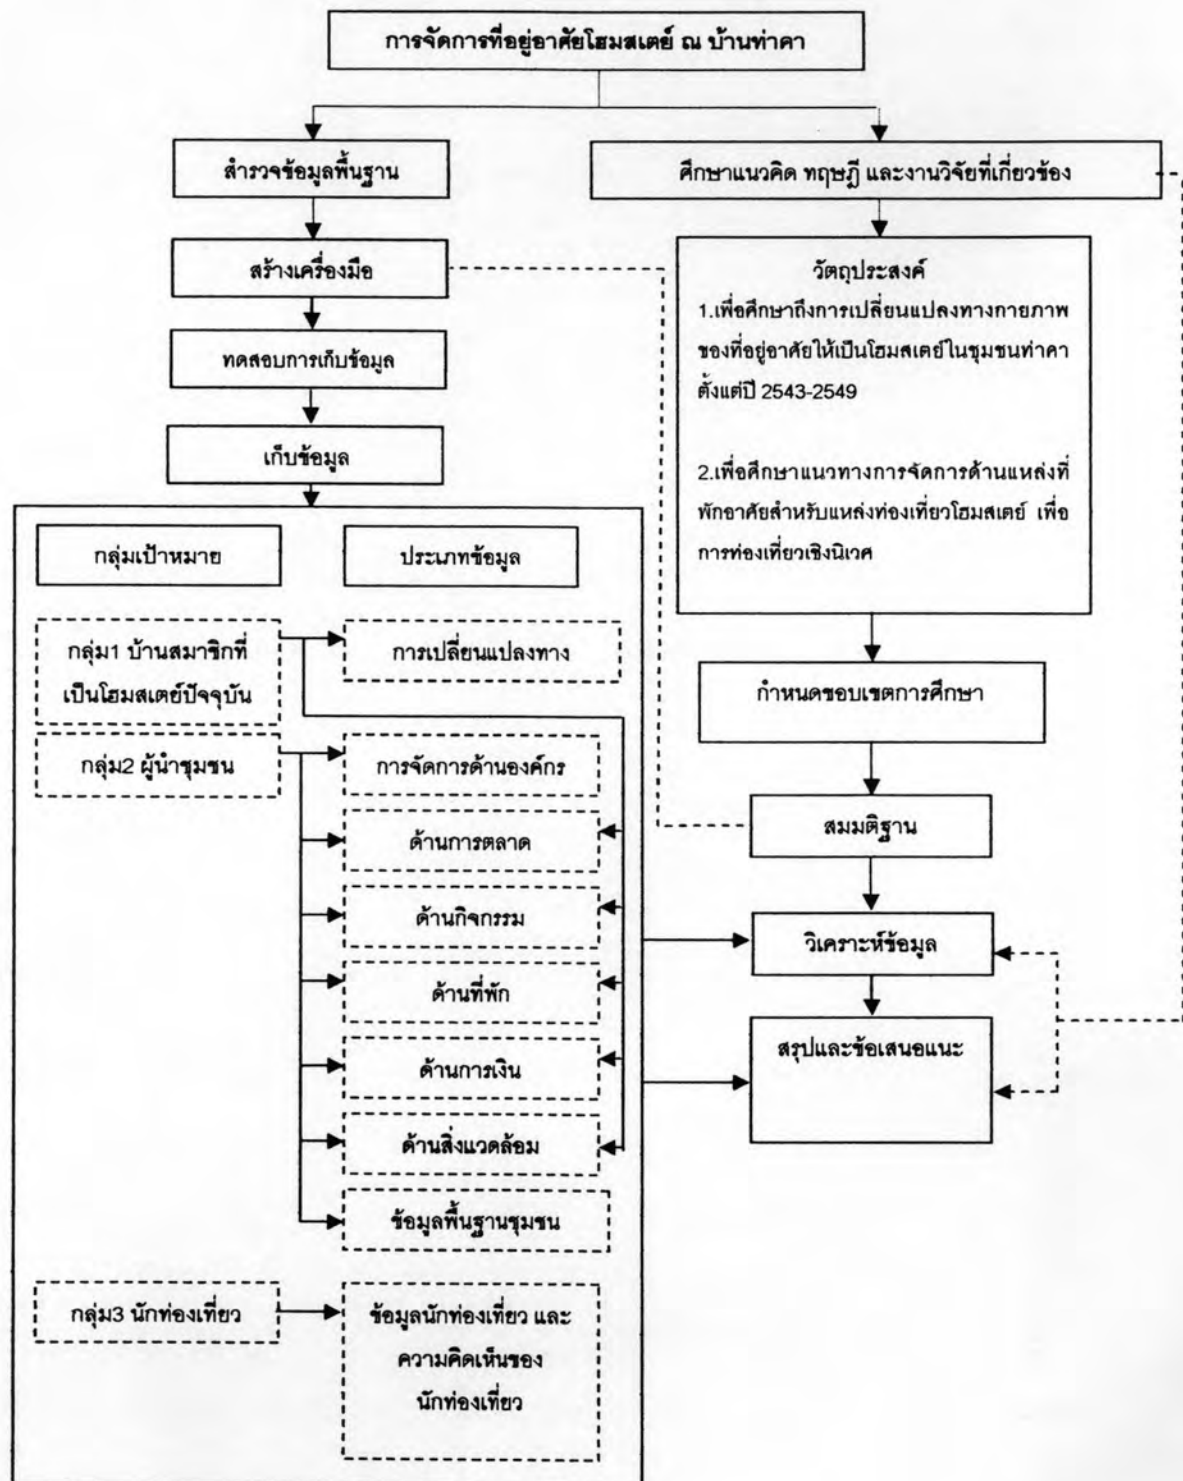 การจัดการที่อยู่อาศัยโฮมสเตย์ ณ บ้านท่าคา
สำรวจข้อมูลพื้นฐาน
ศึกษาแนวคิด ทฤษฎี และงานวิจัยที่เกี่ยวข้อง
สร้างเครื่องมือ
ทดสอบการเก็บข้อมูล
เก็บข้อมูล
วัตถุประสงค์
1.เพื่อศึกษาถึงการเปลี่ยนแปลงทางกายภาพ
ของที่อยู่อาศัยให้เป็นโฮมสเตย์ในชุมชนท่าคา
ตั้งแต่ปี 2543-2549
2.เพื่อศึกษาแนวทางการจัดการด้านแหล่งที่
พักอาศัยสำหรับแหล่งท่องเที่ยวโฮมสเตย์ เพื่อ
การท่องเที่ยวเชิงนิเวศ
กำหนดขอบเขตการศึกษา
สมมติฐาน
วิเคราะห์ข้อมูล
สรุปและข้อเสนอแนะ
กลุ่มเป้าหมาย
ประเภทข้อมูล
กลุ่ม1 บ้านสมาชิกที่
เป็นโฮมสเตย์ปัจจุบัน
การเปลี่ยนแปลงทาง
กลุ่ม2 ผู้นำชุมชน
การจัดการด้านองค์กร
ด้านการตลาด
ด้านกิจกรรม
ด้านที่พัก
ด้านการเงิน
ด้านสิ่งแวดล้อม
ข้อมูลพื้นฐานชุมชน
กลุ่ม3 นักท่องเที่ยว
ข้อมูลนักท่องเที่ยว และ
ความคิดเห็นของ
นักท่องเที่ยว